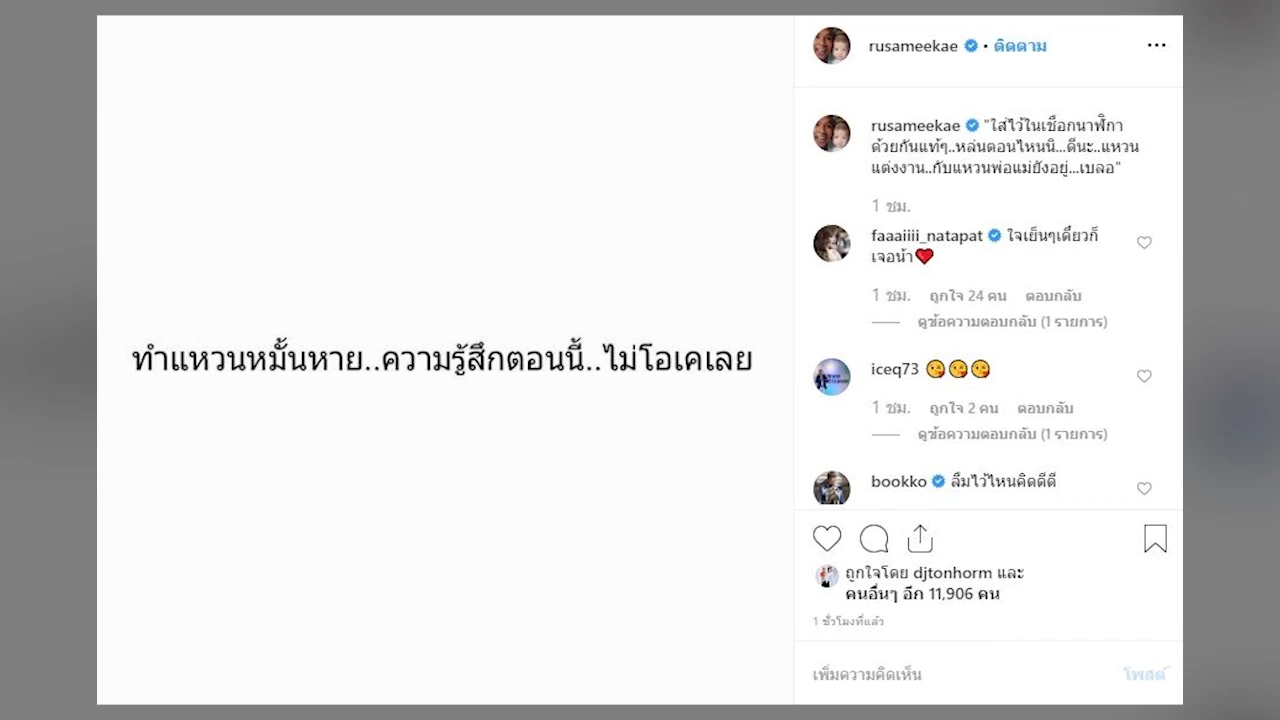 rusameekae • ติดตาม
rusameekae "ใส่ไว้ในเชือกนาฬิกา
ด้วยกันแท้ๆ..หล่นตอนไหนนิ...ดีนะ..แหวน
แต่งงาน..กับแหวนพ่อแม่ยังอยู่...เบลอ"
1 ชม.
faaaiiii_natapat ใจเย็นๆเดี๋ยวก็
เจอน้า❤️
1 ชม. ถูกใจ 24 คน ตอบกลับ
ดูข้อความตอบกลับ (1 รายการ)
ทำแหวนหมั้นหาย..ความรู้สึกตอนนี้..ไม่โอเคเลย
iceq73 😘😘😘
1 ชม. ถูกใจ 2 คน ตอบกลับ
ดูข้อความตอบกลับ (1 รายการ)
bookko ลืมไว้ไหนคิดดีดี
ถูกใจโดย djtonhorm และ
คนอื่นๆ อีก 11,906 คน
1 ชั่วโมงที่แล้ว
เพิ่มความคิดเห็น โพสต์